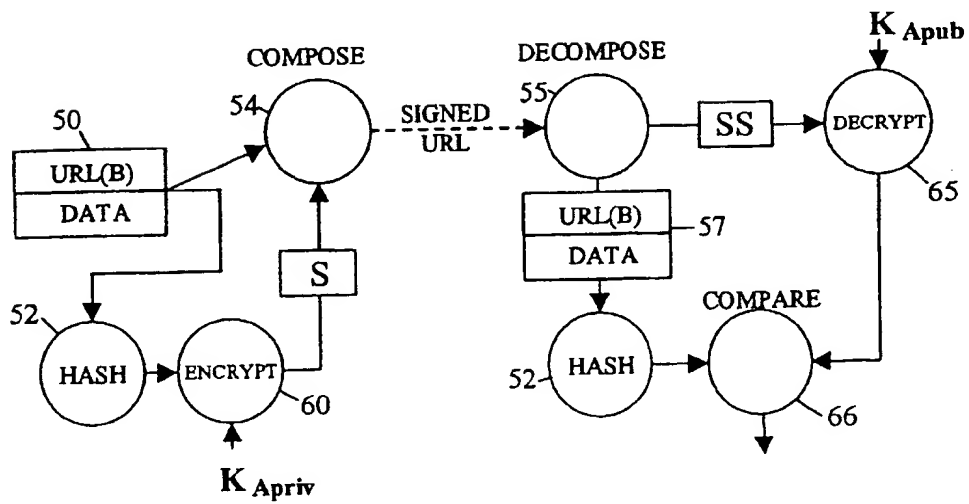 COMPOSE
54
50
URL(B)
DATA
SIGNED
URL
S
52
HASH
ENCRYPT
60
K Apriv
DECOMPOSE
55
SS
K Apub
DECRYPT
65
URL(B)
DATA
57
COMPARE
52
HASH
66